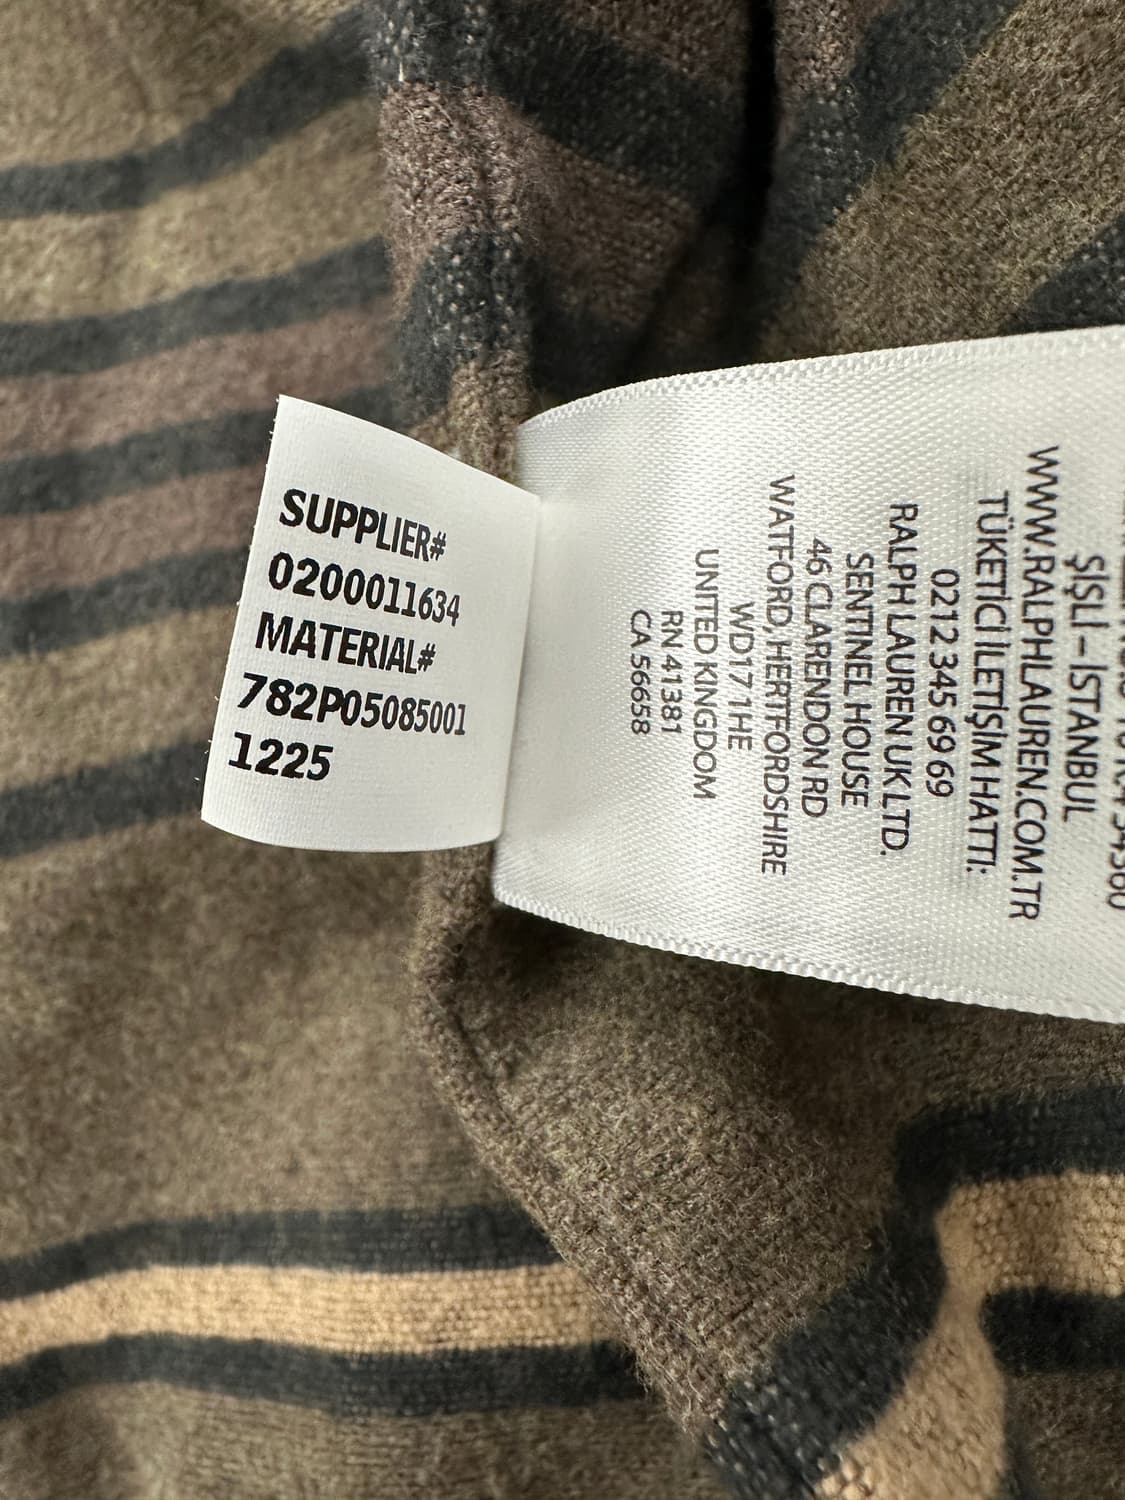 SUPPLIER#
0200011634
MATERIAL#
782P05085001
1225
ŞİŞLİ – İSTANBUL
WWW.RALPHLAUREN.COM.TR
TÜKETİCİ İLETİŞİM HATTI:
0212 345 69 69
RALPH LAUREN UK LTD.
SENTINEL HOUSE
46 CLARENDON RD
WATFORD, HERTFORDSHIRE
WD17 1HE
UNITED KINGDOM
RN 41381
CA 56658